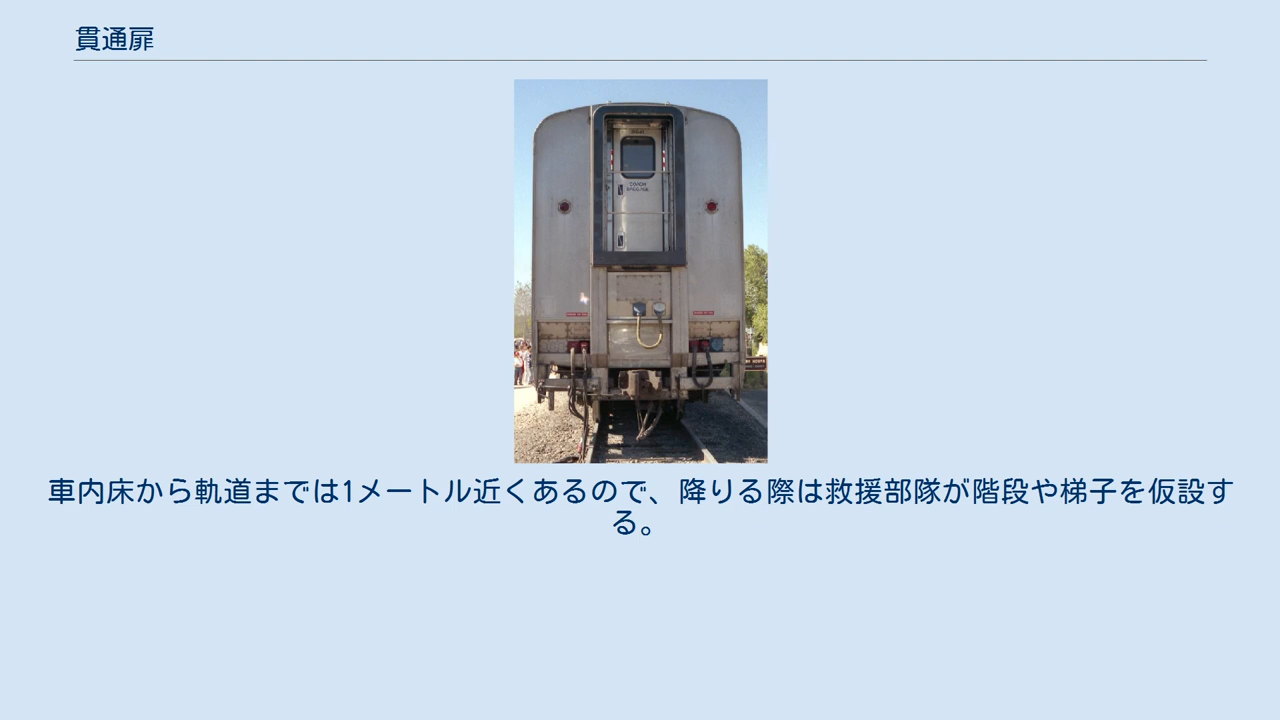 貫通扉
車内床から軌道までは1メートル近くあるので、降りる際は救援部隊が階段や梯子を仮設す
る。